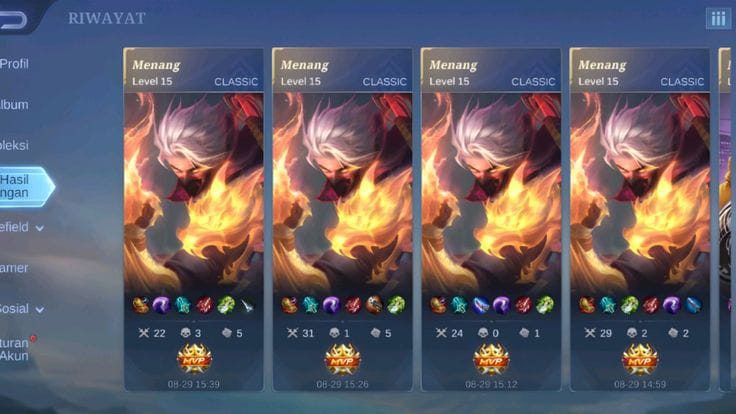 RIWAYAT
Profil
lbum
leksi
Hasil
ngan
efield
amer
Sosial
turan
Akun
Menang
Level 15 CLASSIC
22 3 5
MVP
08-29 15:39
Menang
Level 15 CLASSIC
31 1 5
MVP
08-29 15:26
Menang
Level 15 CLASSIC
24 0 1
MVP
08-29 15:12
Menang
Level 15 CLASSIC
29 2 2
MVP
08-29 14:59